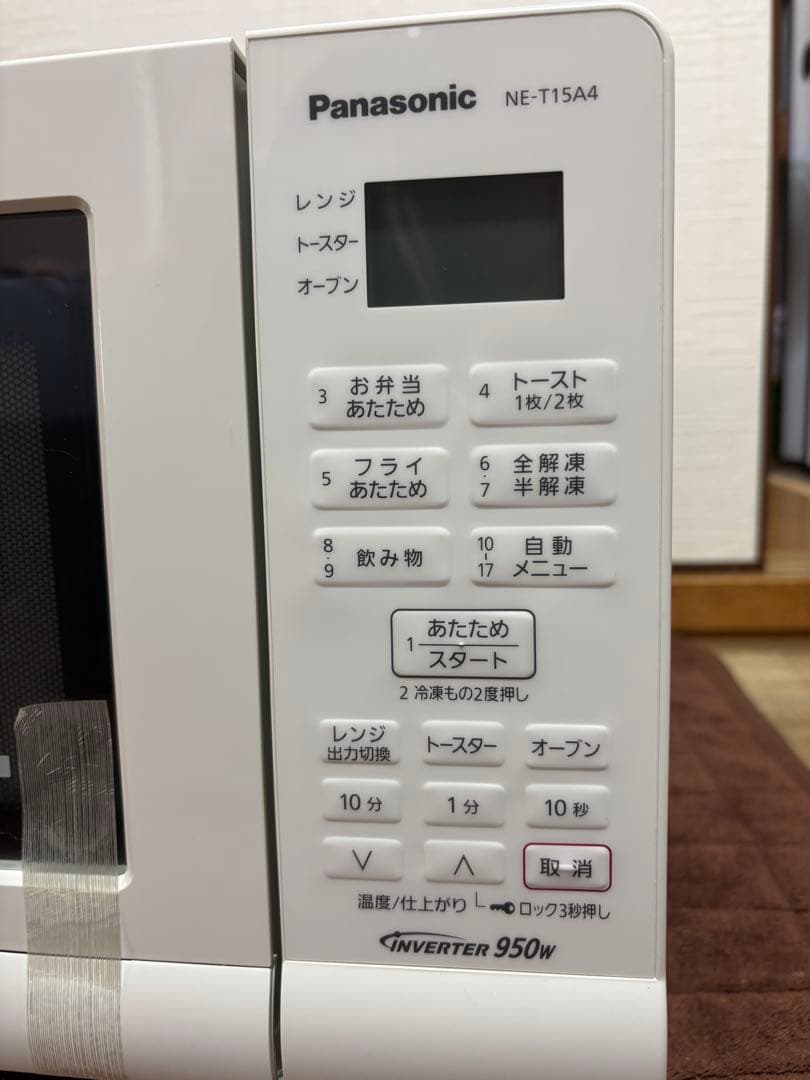 Panasonic NE-T15A4
レンジ
トースター
オーブン
3 お弁当 あたため
4 トースト 1枚/2枚
5 フライ あたため
6・7 全解凍 半解凍
8・9 飲み物
10-17 自動 メニュー
1 あたため スタート
2 冷凍もの2度押し
レンジ 出力切換
トースター
オーブン
10分
1分
10秒
∨
∧
取消
温度/仕上がり
ロック3秒押し
INVERTER 950W